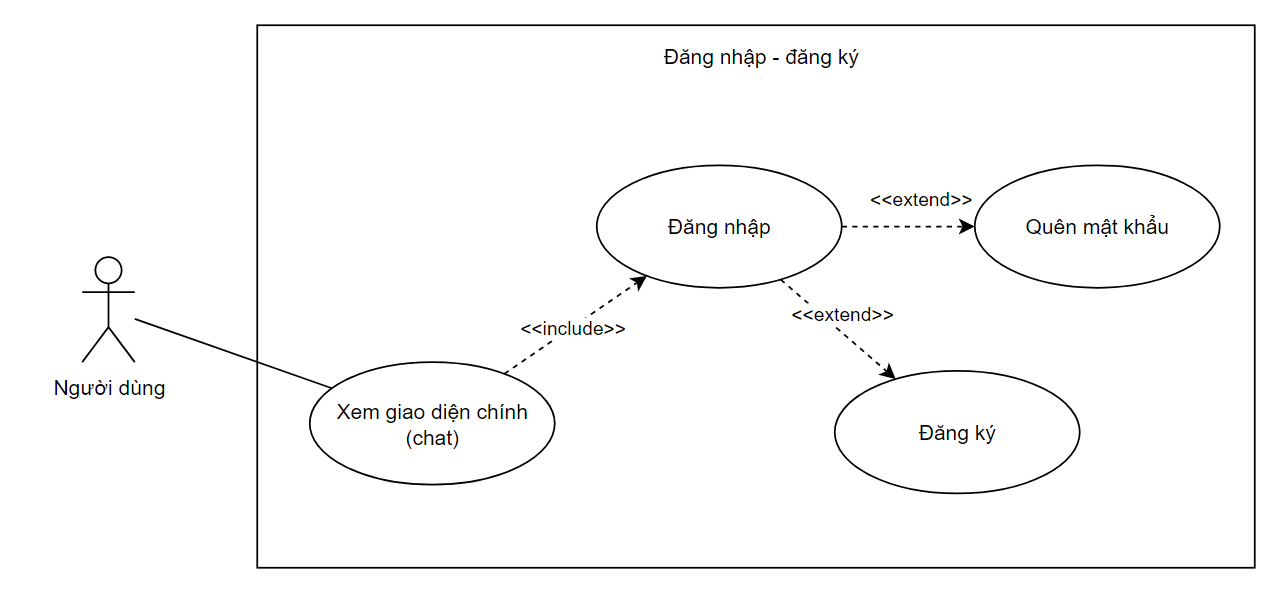 Đăng nhập - đăng ký
Đăng nhập
<<extend>>
Quên mật khẩu
<<include>>
<<extend>>
Người dùng
Xem giao diện chính
(chat)
Đăng ký